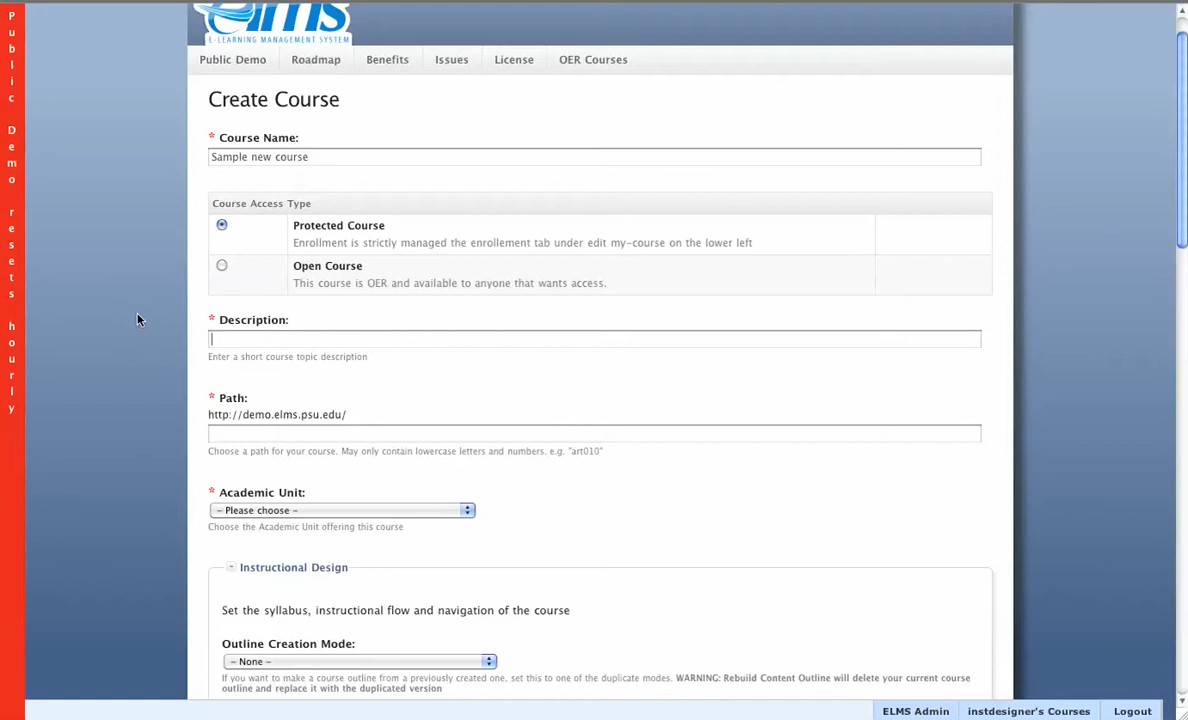 Public Demo resets hourly
elms
E-LEARNING MANAGEMENT SYSTEM
Public Demo Roadmap Benefits Issues License OER Courses
Create Course
* Course Name:
Sample new course
Course Access Type
Protected Course
Enrollment is strictly managed the enrollement tab under edit my-course on the lower left
Open Course
This course is OER and available to anyone that wants access.
* Description:
Enter a short course topic description
* Path:
http://demo.elms.psu.edu/
Choose a path for your course. May only contain lowercase letters and numbers. e.g. "art010"
* Academic Unit:
- Please choose -
Choose the Academic Unit offering this course
- Instructional Design
Set the syllabus, instructional flow and navigation of the course
Outline Creation Mode:
- None -
If you want to make a course outline from a previously created one, set this to one of the duplicate modes. WARNING: Rebuild Content Outline will delete your current course
outline and replace it with the duplicated version
ELMS Admin instdesigner's Courses Logout